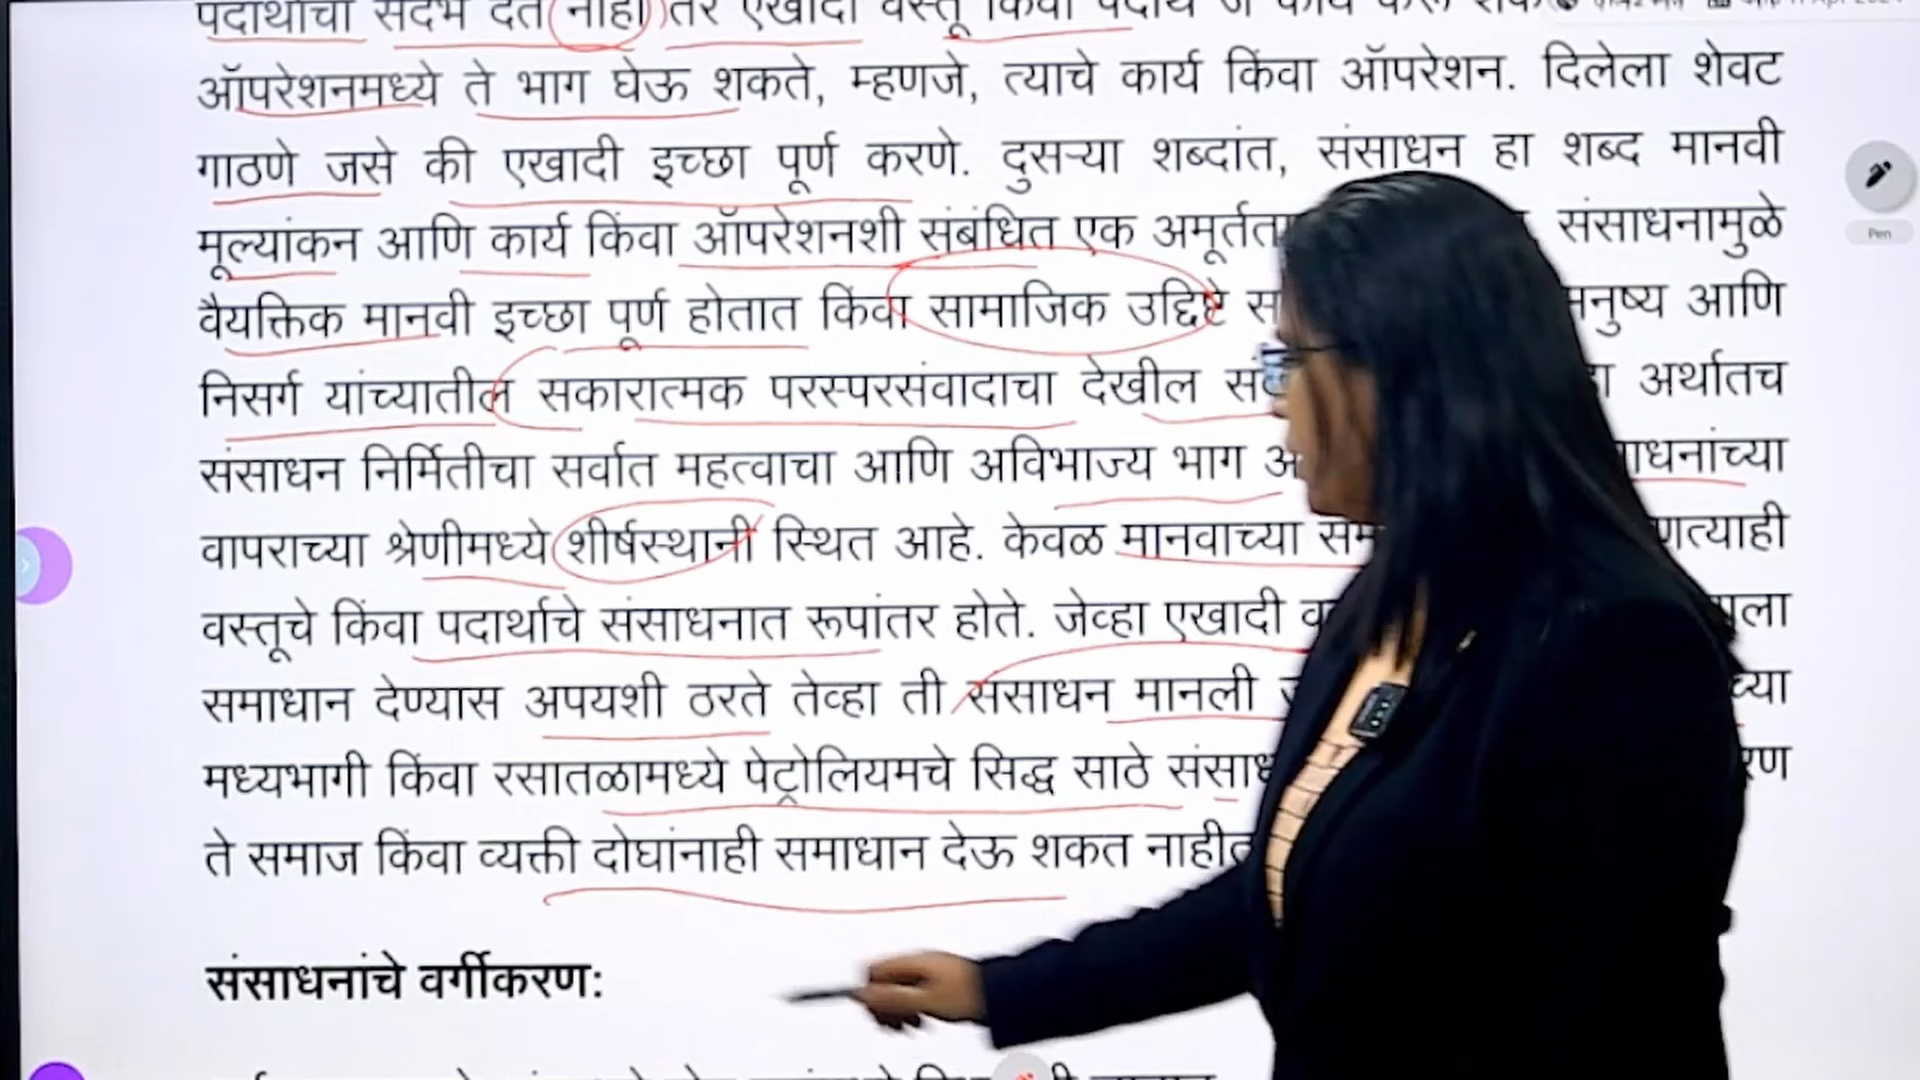 पदार्थाचा संदर्भ देत नाही तर एखादी वस्तू किंवा पदार्थ जे कार्य करू
ऑपरेशनमध्ये ते भाग घेऊ शकते, म्हणजे, त्याचे कार्य किंवा ऑपरेशन. दिलेला शेवट
गाठणे जसे की एखादी इच्छा पूर्ण करणे. दुसऱ्या शब्दांत, संसाधन हा शब्द मानवी
मूल्यांकन आणि कार्य किंवा ऑपरेशनशी संबंधित एक संसाधनामुळे
वैयक्तिक मानवी इच्छा पूर्ण होतात किंवा सामाजिक उद्दिष्टे मनुष्य आणि
निसर्ग यांच्यातील सकारात्मक परस्परसंवादाचा देखील अर्थातच
संसाधन निर्मितीचा सर्वात महत्वाचा आणि अविभाज्य भाग
वापराच्या श्रेणीमध्ये शीर्षस्थानी स्थित आहे. केवळ मानवाच्या
वस्तूचे किंवा पदार्थाचे संसाधनात रूपांतर होते. जेव्हा एखादी
समाधान देण्यास अपयशी ठरते तेव्हा ती संसाधन मानली
मध्यभागी किंवा रसातळामध्ये पेट्रोलियमचे सिद्ध साठे
ते समाज किंवा व्यक्ती दोघांनाही समाधान देऊ शकत नाहीत
संसाधनांचे वर्गीकरण:
Pen